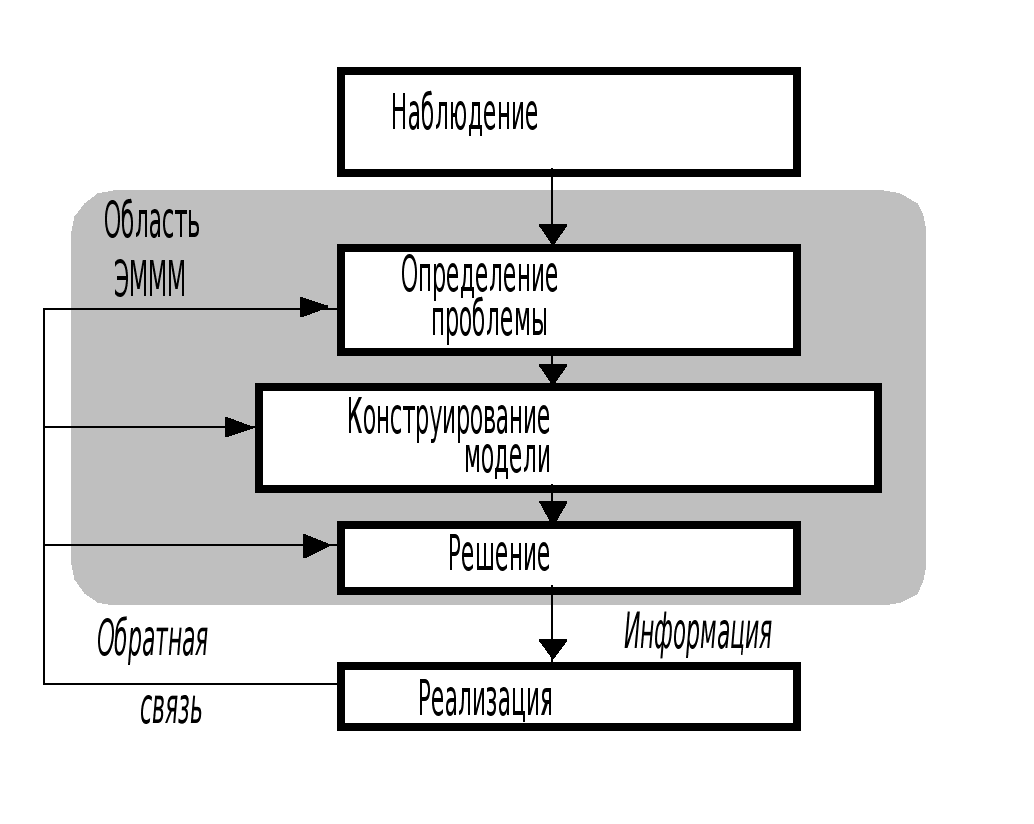 Наблюдение
Область
ЭМММ
Определение
проблемы
Конструирование
модели
Решение
Обратная
связь
Информация
Реализация